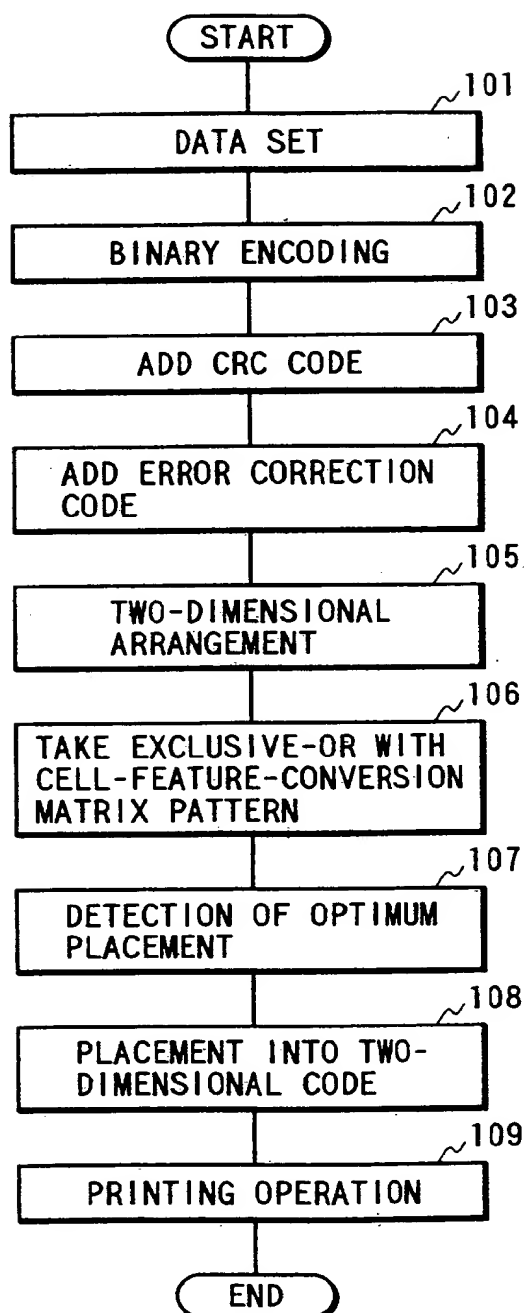 START
101
DATA SET
102
BINARY ENCODING
103
ADD CRC CODE
104
ADD ERROR CORRECTION
CODE
105
TWO-DIMENSIONAL
ARRANGEMENT
106
TAKE EXCLUSIVE-OR WITH
CELL-FEATURE-CONVERSION
MATRIX PATTERN
107
DETECTION OF OPTIMUM
PLACEMENT
108
PLACEMENT INTO TWO-
DIMENSIONAL CODE
109
PRINTING OPERATION
END